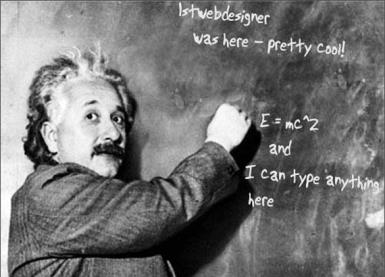 1stwebdesigner
was here - pretty cool!
E = mc^2
and
I can type anything
here